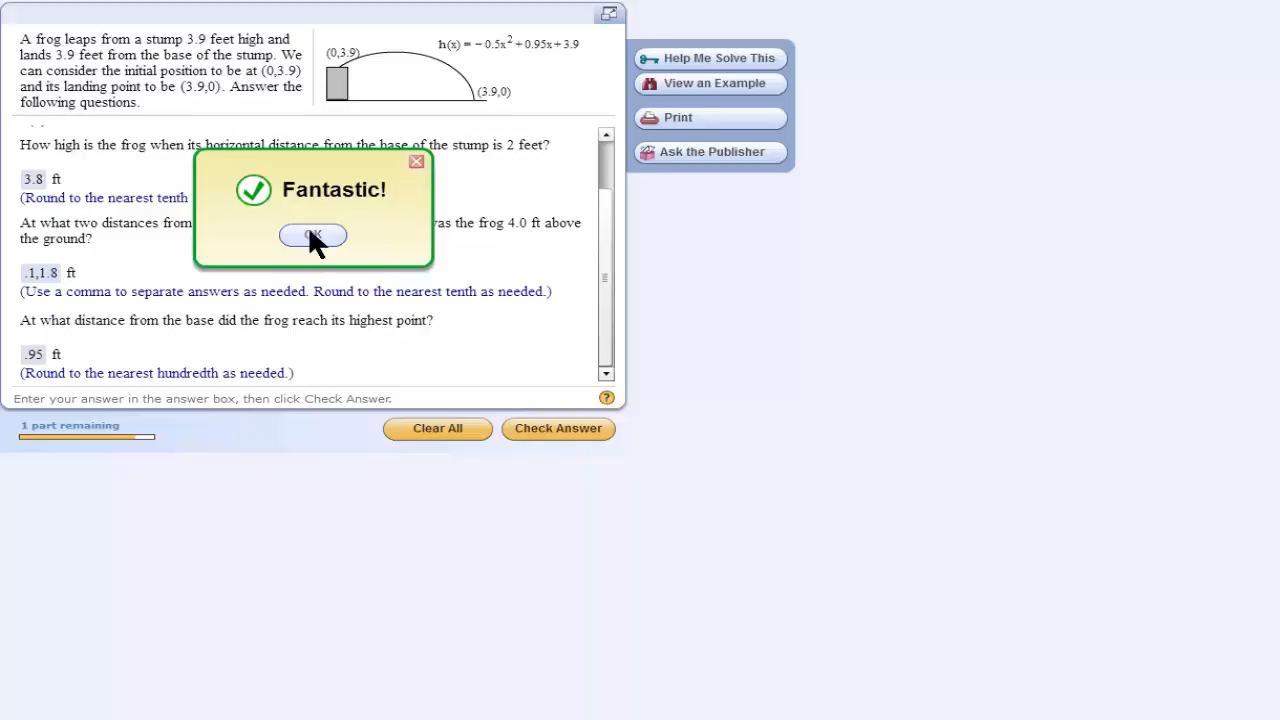 A frog leaps from a stump 3.9 feet high and
lands 3.9 feet from the base of the stump. We
can consider the initial position to be at (0,3.9)
and its landing point to be (3.9,0). Answer the
following questions.
h(x) = − 0.5x² + 0.95x + 3.9
(0,3.9)
(3.9,0)
Help Me Solve This
View an Example
Print
Ask the Publisher
How high is the frog when its horizontal distance from the base of the stump is 2 feet?
3.8 ft
(Round to the nearest tenth
At what two distances from
was the frog 4.0 ft above
the ground?
Fantastic!
OK
.1,1.8 ft
(Use a comma to separate answers as needed. Round to the nearest tenth as needed.)
At what distance from the base did the frog reach its highest point?
.95 ft
(Round to the nearest hundredth as needed.)
Enter your answer in the answer box, then click Check Answer.
?
1 part remaining
Clear All
Check Answer